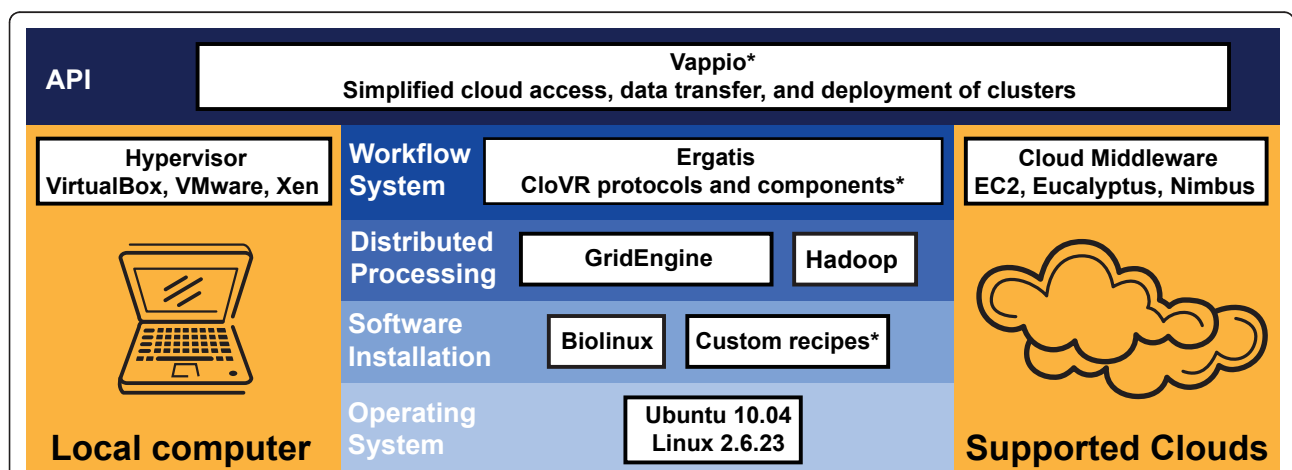 API
Vappio*
Simplified cloud access, data transfer, and deployment of clusters
Hypervisor
VirtualBox, VMware, Xen
Local computer
Workflow
System
Ergatis
CloVR protocols and components*
Distributed
Processing
GridEngine
Hadoop
Software
Installation
Biolinux
Custom recipes*
Operating
System
Ubuntu 10.04
Linux 2.6.23
Cloud Middleware
EC2, Eucalyptus, Nimbus
Supported Clouds